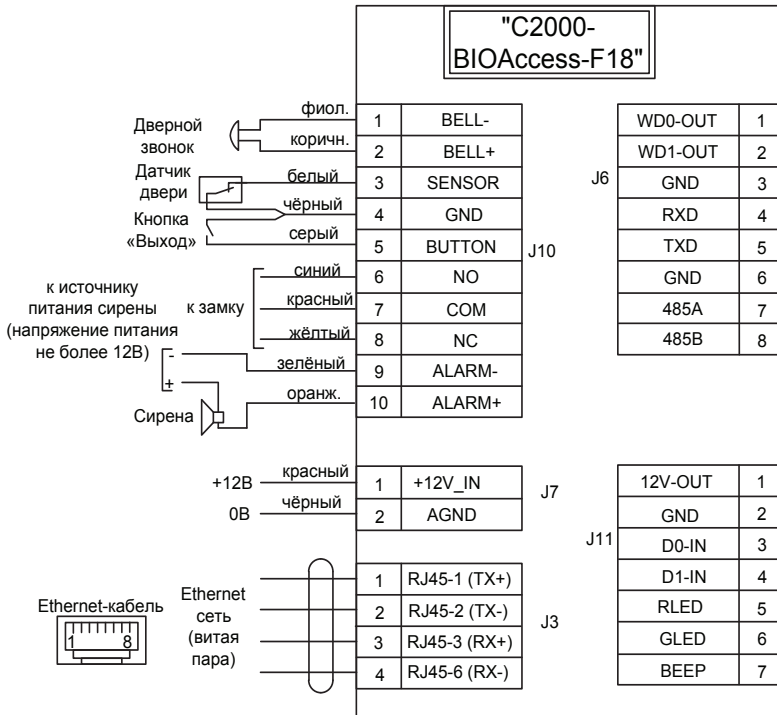 "C2000-
BIOAccess-F18"
Дверной
звонок
фиол.
коричн.
1 BELL-
2 BELL+
Датчик
двери
белый
3 SENSOR
чёрный
4 GND
Кнопка
«Выход»
серый
5 BUTTON
J10
к источнику
питания сирены
(напряжение питания
не более 12В)
к замку
синий
6 NO
красный
7 COM
жёлтый
8 NC
-
+
зелёный
9 ALARM-
Сирена
оранж.
10 ALARM+
J6
WD0-OUT 1
WD1-OUT 2
GND 3
RXD 4
TXD 5
GND 6
485A 7
485B 8
+12В красный
1 +12V_IN
0В чёрный
2 AGND
J7
J11
12V-OUT 1
GND 2
D0-IN 3
D1-IN 4
RLED 5
GLED 6
BEEP 7
Ethernet-кабель
1 8
Ethernet
сеть
(витая
пара)
1 RJ45-1 (TX+)
2 RJ45-2 (TX-)
3 RJ45-3 (RX+)
4 RJ45-6 (RX-)
J3